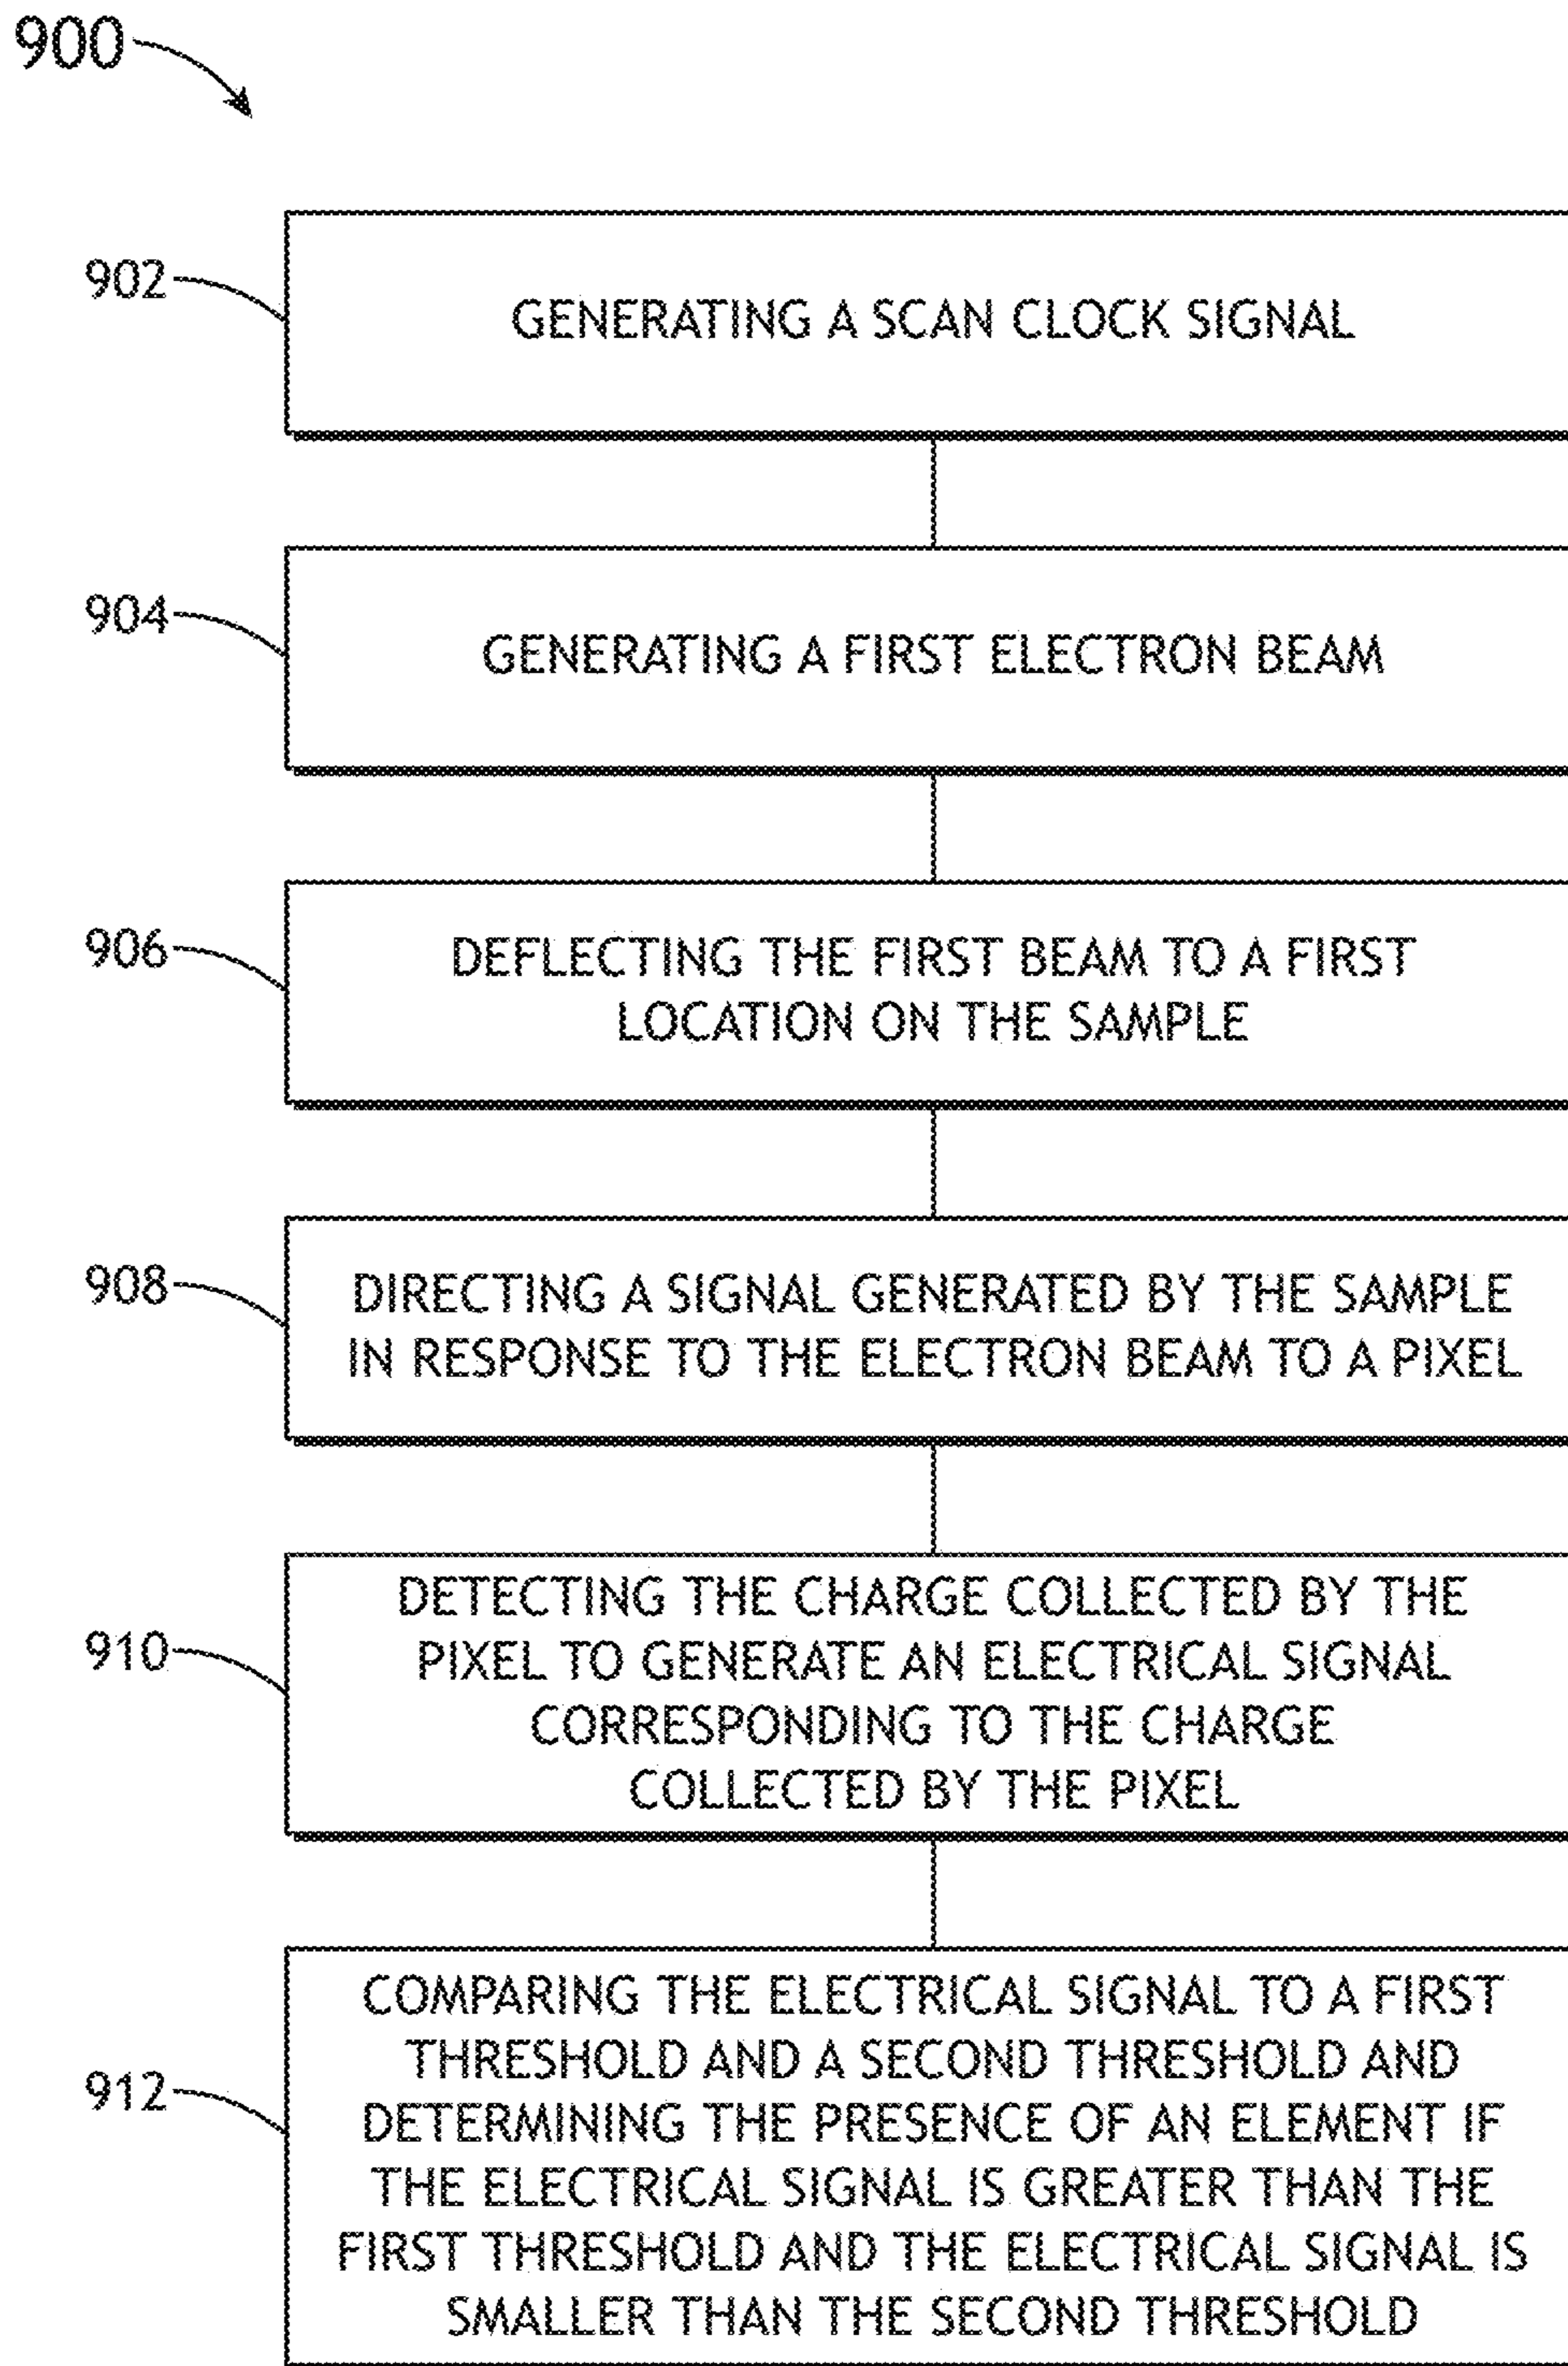 900
902
GENERATING A SCAN CLOCK SIGNAL
904
GENERATING A FIRST ELECTRON BEAM
906
DEFLECTING THE FIRST BEAM TO A FIRST
LOCATION ON THE SAMPLE
908
DIRECTING A SIGNAL GENERATED BY THE SAMPLE
IN RESPONSE TO THE ELECTRON BEAM TO A PIXEL
910
DETECTING THE CHARGE COLLECTED BY THE
PIXEL TO GENERATE AN ELECTRICAL SIGNAL
CORRESPONDING TO THE CHARGE
COLLECTED BY THE PIXEL
912
COMPARING THE ELECTRICAL SIGNAL TO A FIRST
THRESHOLD AND A SECOND THRESHOLD AND
DETERMINING THE PRESENCE OF AN ELEMENT IF
THE ELECTRICAL SIGNAL IS GREATER THAN THE
FIRST THRESHOLD AND THE ELECTRICAL SIGNAL IS
SMALLER THAN THE SECOND THRESHOLD